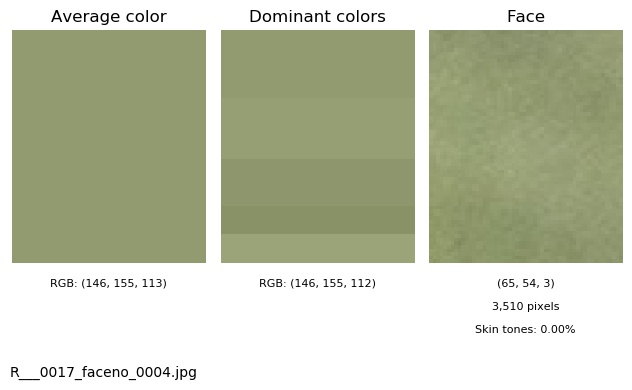 Average color
Dominant colors
Face
RGB: (146, 155, 113)
RGB: (146, 155, 112)
(65, 54, 3)
3,510 pixels
Skin tones: 0.00%
R___0017_faceno_0004.jpg